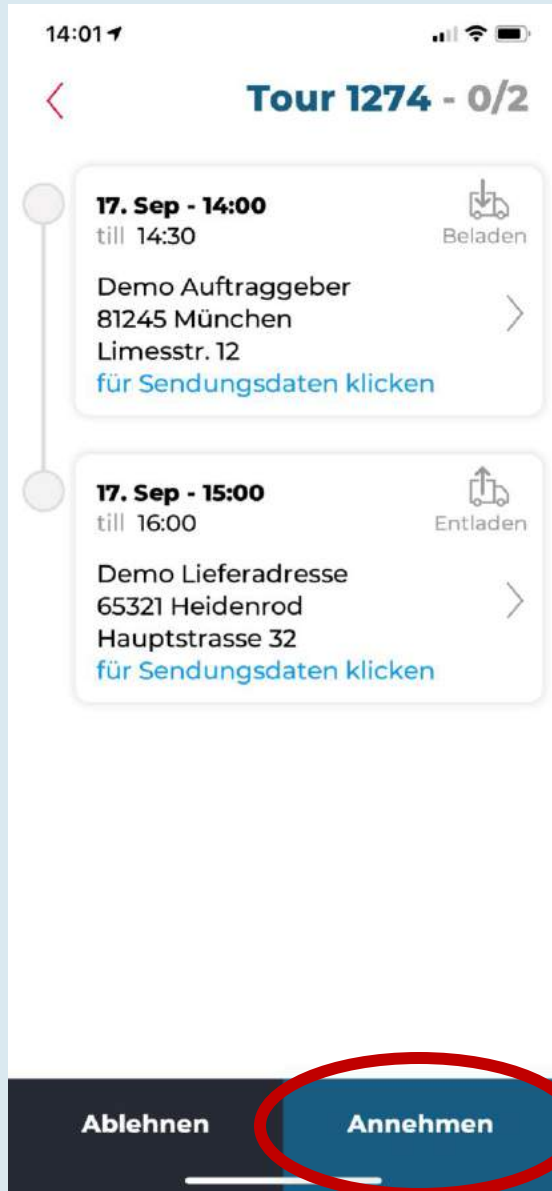 14:01
Tour 1274 - 0/2
17. Sep - 14:00
till 14:30
Beladen
Demo Auftraggeber
81245 München
Limesstr. 12
für Sendungsdaten klicken
17. Sep - 15:00
till 16:00
Entladen
Demo Lieferadresse
65321 Heidenrod
Hauptstrasse 32
für Sendungsdaten klicken
Ablehnen
Annehmen